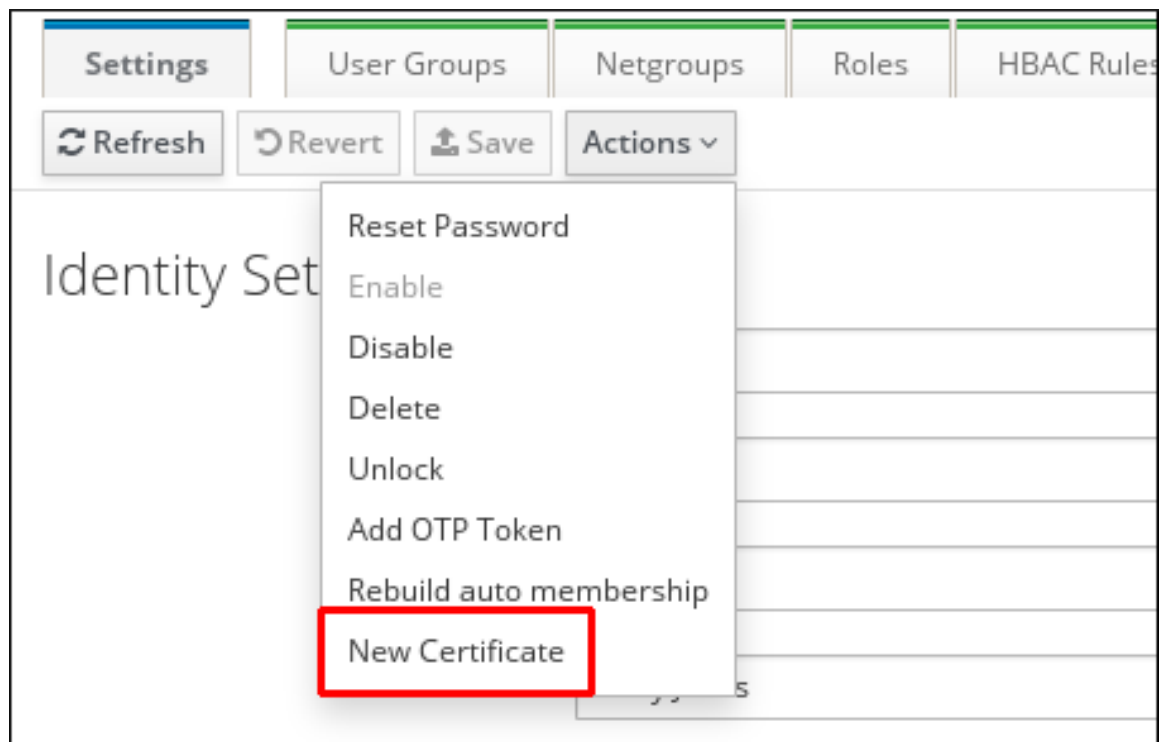 Settings User Groups Netgroups Roles HBAC Rules
Refresh Revert Save Actions
Reset Password
Identity Set
Enable
Disable
Delete
Unlock
Add OTP Token
Rebuild auto membership
New Certificate